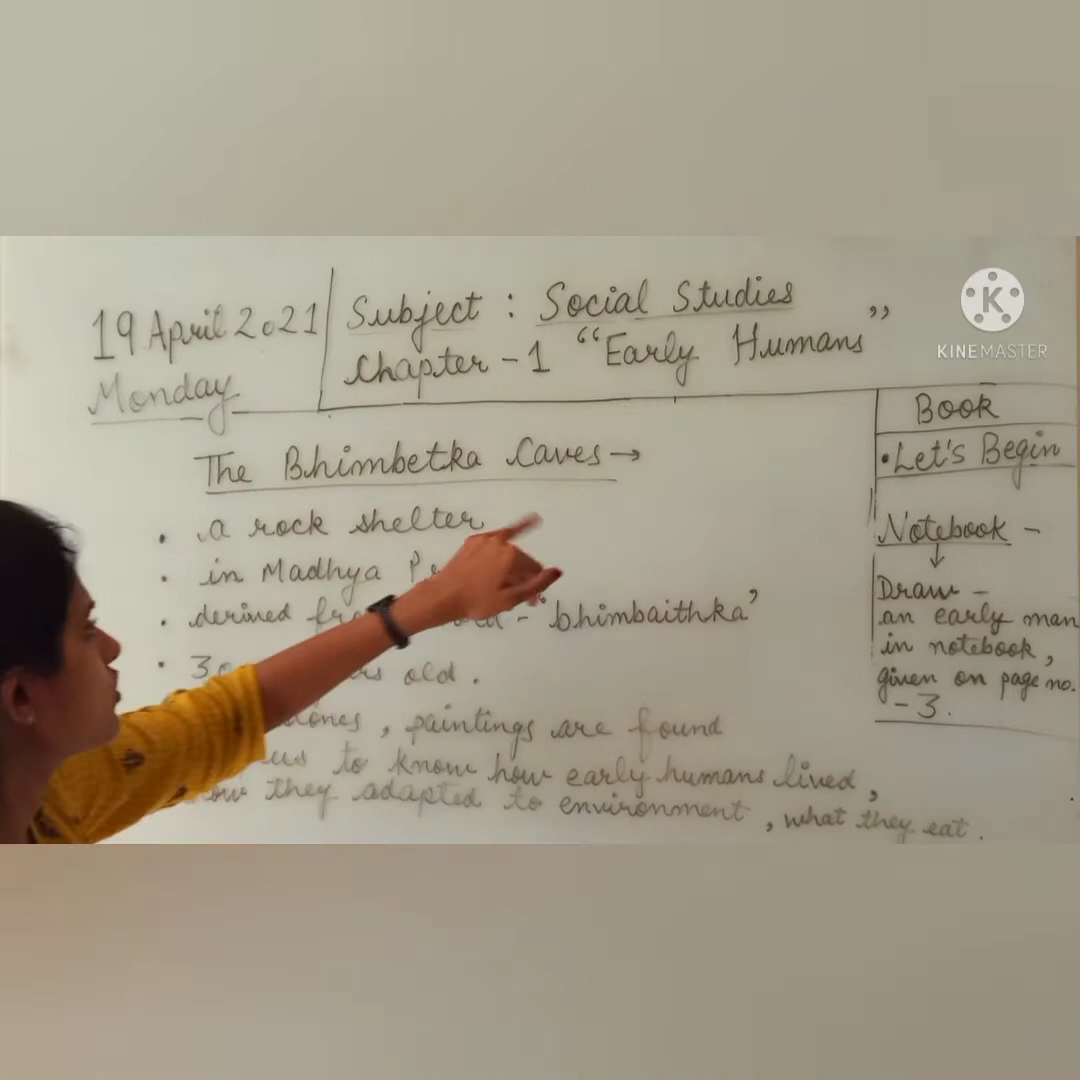 19 April 2021
Monday
Subject : Social Studies
Chapter - 1 "Early Humans"
The Bhimbetka Caves →
• a rock shelter
• in Madhya
• derived - "bhimbaithka"
• old.
, paintings are found
us to know how early humans lived,
they adapted to environment, what they eat.
Book
• Let's Begin
Notebook -
↓
Draw -
an early man
in notebook,
given on page no.
- 3.
KINEMASTER